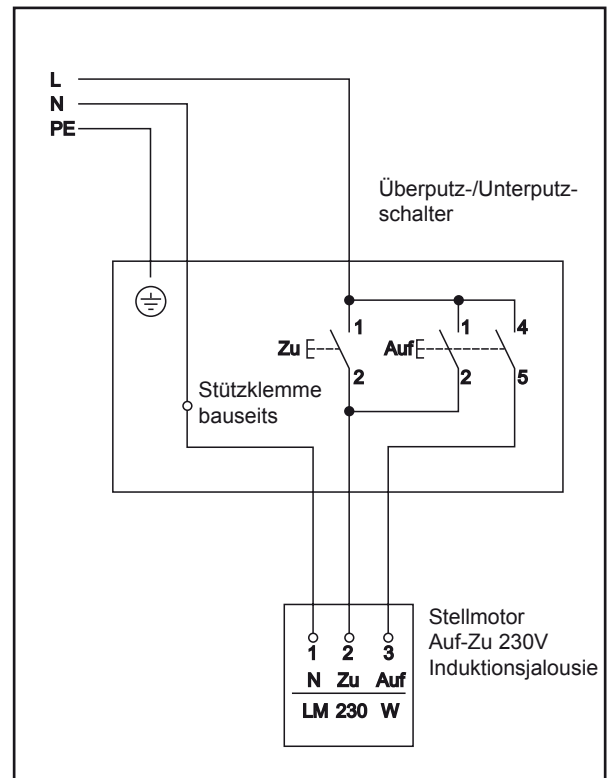 L
N
PE
Überputz-/Unterputz-
schalter
1
1
4
Zu
Auf
2
2
5
Stützklemme
bauseits
Stellmotor
Auf-Zu 230V
Induktionsjalousie
1 2 3
N Zu Auf
LM 230 W